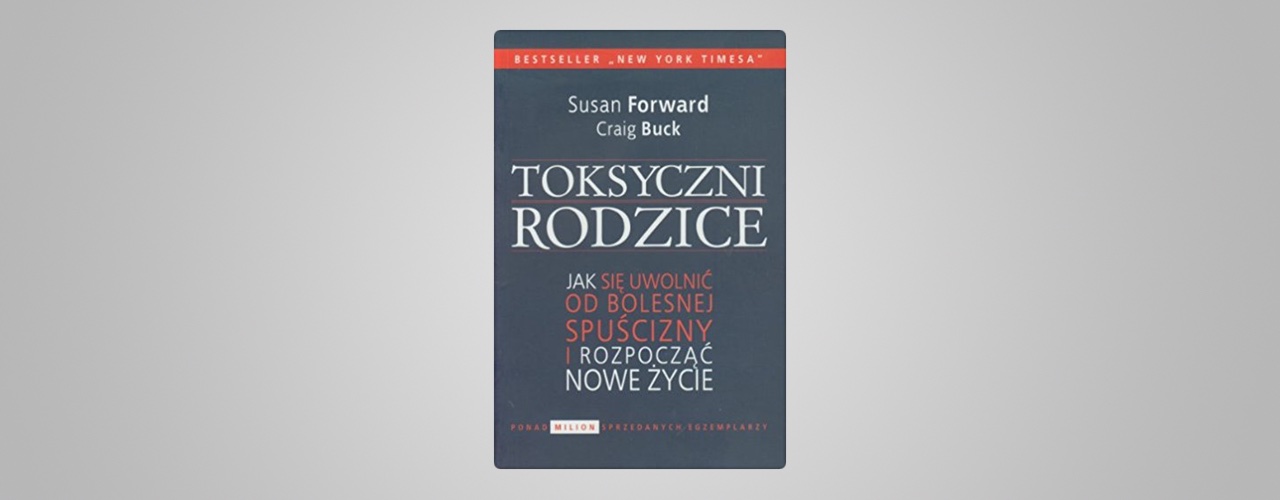 BESTSELLER „NEW YORK TIMESA"
Susan Forward
Craig Buck
TOKSYCZNI
RODZICE
JAK SIĘ UWOLNIĆ
OD BOLESNEJ
SPUŚCIZNY
I ROZPOCZĄĆ
NOWE ŻYCIE
PONAD MILION SPRZEDANYCH EGZEMPLARZY